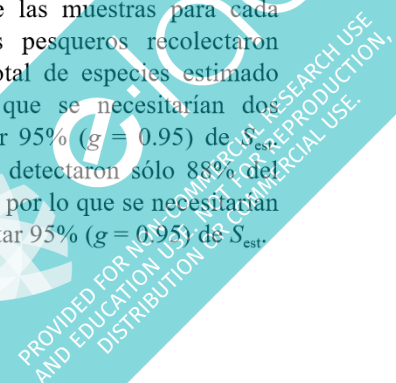 las muestras para cada
pesqueros recolectaron
total de especies estimado
que se necesitarían dos
95% (g = 0.95) de Sest.
detectaron sólo 88% del
por lo que se necesitarían
95% (g = 0.95) de Sest.
PROVIDED FOR NON-COMMERCIAL RESEARCH USE
AND EDUCATION USE. NOT FOR REPRODUCTION,
DISTRIBUTION OR COMMERCIAL USE.